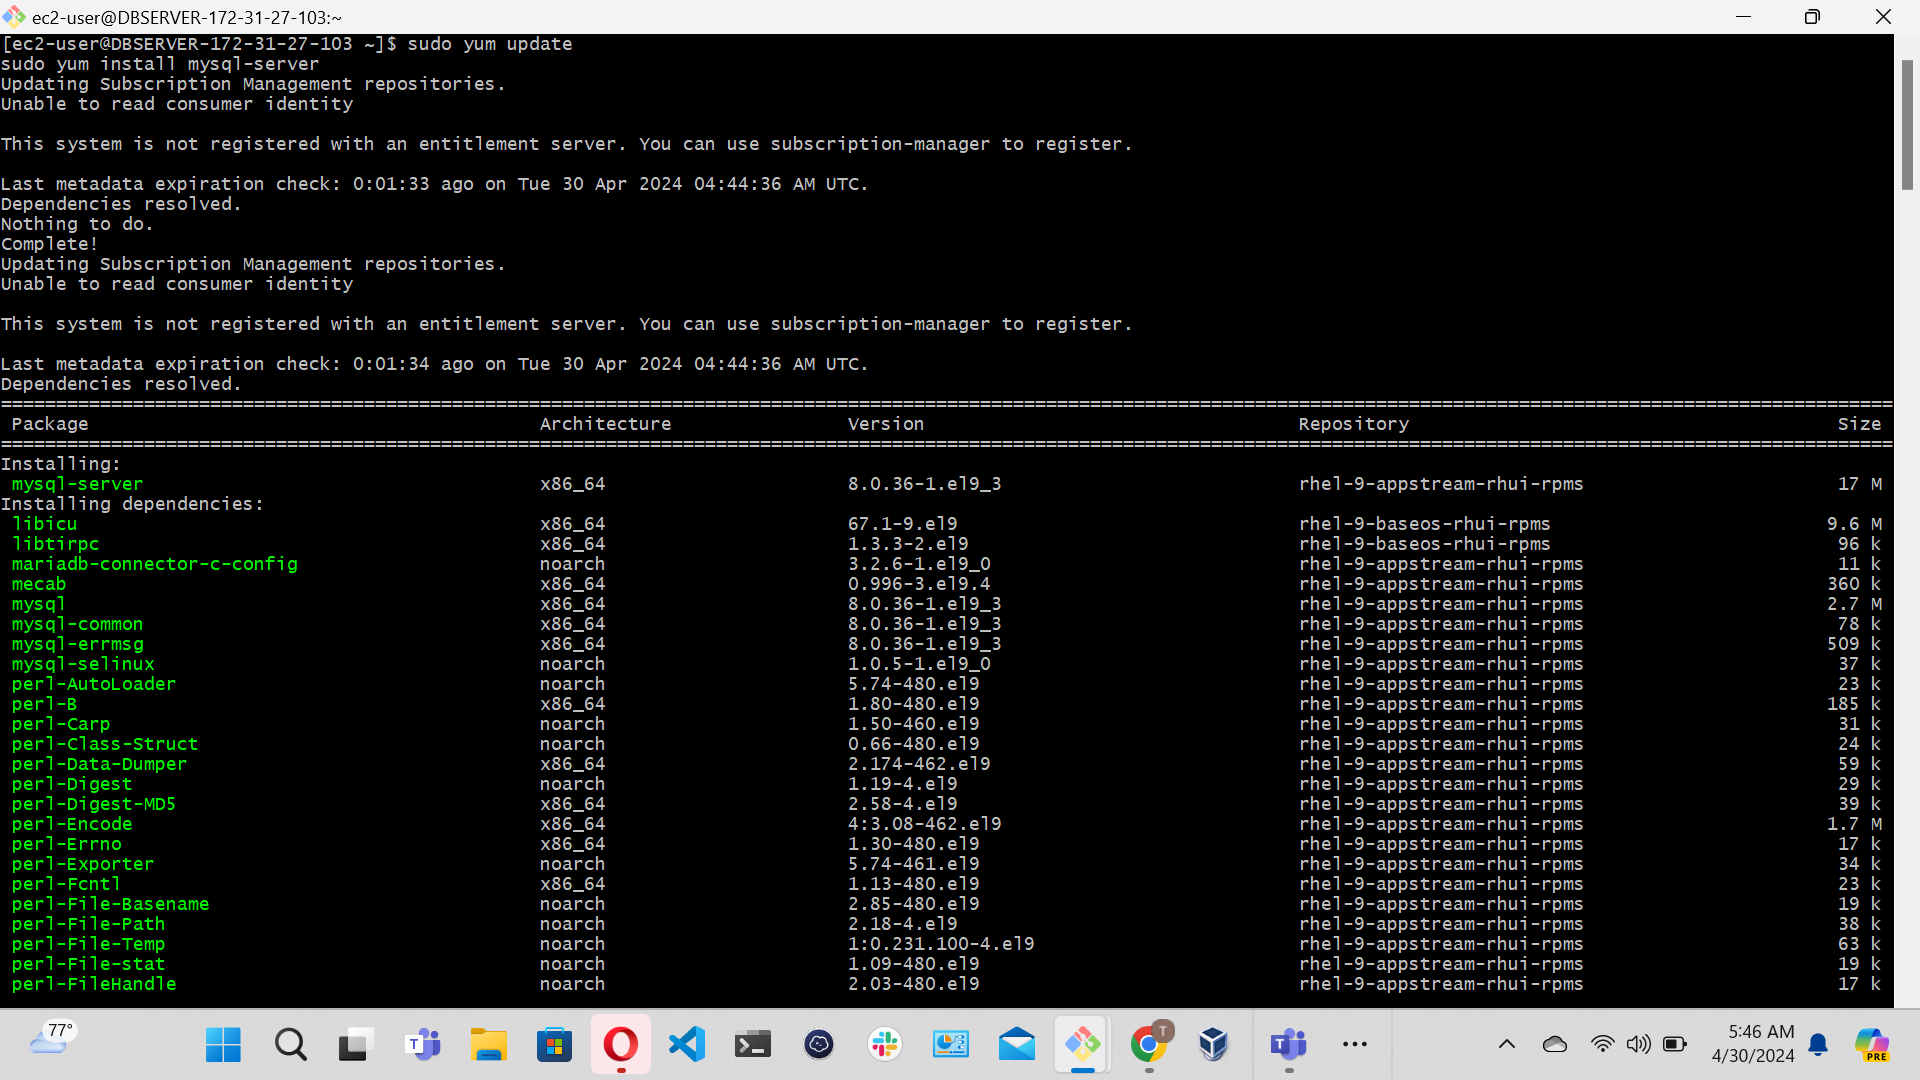 ec2-user@DBSERVER-172-31-27-103:~
[ec2-user@DBSERVER-172-31-27-103 ~]$ sudo yum update
sudo yum install mysql-server
Updating Subscription Management repositories.
Unable to read consumer identity
This system is not registered with an entitlement server. You can use subscription-manager to register.
Last metadata expiration check: 0:01:33 ago on Tue 30 Apr 2024 04:44:36 AM UTC.
Dependencies resolved.
Nothing to do.
Complete!
Updating Subscription Management repositories.
Unable to read consumer identity
This system is not registered with an entitlement server. You can use subscription-manager to register.
Last metadata expiration check: 0:01:34 ago on Tue 30 Apr 2024 04:44:36 AM UTC.
Dependencies resolved.
Package Architecture Version Repository Size
Installing:
mysql-server x86_64 8.0.36-1.el9_3 rhel-9-appstream-rhui-rpms 17 M
Installing dependencies:
libicu x86_64 67.1-9.el9 rhel-9-baseos-rhui-rpms 9.6 M
libtirpc x86_64 1.3.3-2.el9 rhel-9-baseos-rhui-rpms 96 k
mariadb-connector-c-config noarch 3.2.6-1.el9_0 rhel-9-appstream-rhui-rpms 11 k
mecab x86_64 0.996-3.el9.4 rhel-9-appstream-rhui-rpms 360 k
mysql x86_64 8.0.36-1.el9_3 rhel-9-appstream-rhui-rpms 2.7 M
mysql-common x86_64 8.0.36-1.el9_3 rhel-9-appstream-rhui-rpms 78 k
mysql-errmsg x86_64 8.0.36-1.el9_3 rhel-9-appstream-rhui-rpms 509 k
mysql-selinux noarch 1.0.5-1.el9_0 rhel-9-appstream-rhui-rpms 37 k
perl-AutoLoader noarch 5.74-480.el9 rhel-9-appstream-rhui-rpms 23 k
perl-B x86_64 1.80-480.el9 rhel-9-appstream-rhui-rpms 185 k
perl-Carp noarch 1.50-460.el9 rhel-9-appstream-rhui-rpms 31 k
perl-Class-Struct noarch 0.66-480.el9 rhel-9-appstream-rhui-rpms 24 k
perl-Data-Dumper x86_64 2.174-462.el9 rhel-9-appstream-rhui-rpms 59 k
perl-Digest noarch 1.19-4.el9 rhel-9-appstream-rhui-rpms 29 k
perl-Digest-MD5 x86_64 2.58-4.el9 rhel-9-appstream-rhui-rpms 39 k
perl-Encode x86_64 4:3.08-462.el9 rhel-9-appstream-rhui-rpms 1.7 M
perl-Errno x86_64 1.30-480.el9 rhel-9-appstream-rhui-rpms 17 k
perl-Exporter noarch 5.74-461.el9 rhel-9-appstream-rhui-rpms 34 k
perl-Fcntl x86_64 1.13-480.el9 rhel-9-appstream-rhui-rpms 23 k
perl-File-Basename noarch 2.85-480.el9 rhel-9-appstream-rhui-rpms 19 k
perl-File-Path noarch 2.18-4.el9 rhel-9-appstream-rhui-rpms 38 k
perl-File-Temp noarch 1:0.231.100-4.el9 rhel-9-appstream-rhui-rpms 63 k
perl-File-stat noarch 1.09-480.el9 rhel-9-appstream-rhui-rpms 19 k
perl-FileHandle noarch 2.03-480.el9 rhel-9-appstream-rhui-rpms 17 k
77°
T
T
T
5:46 AM
4/30/2024
PRE